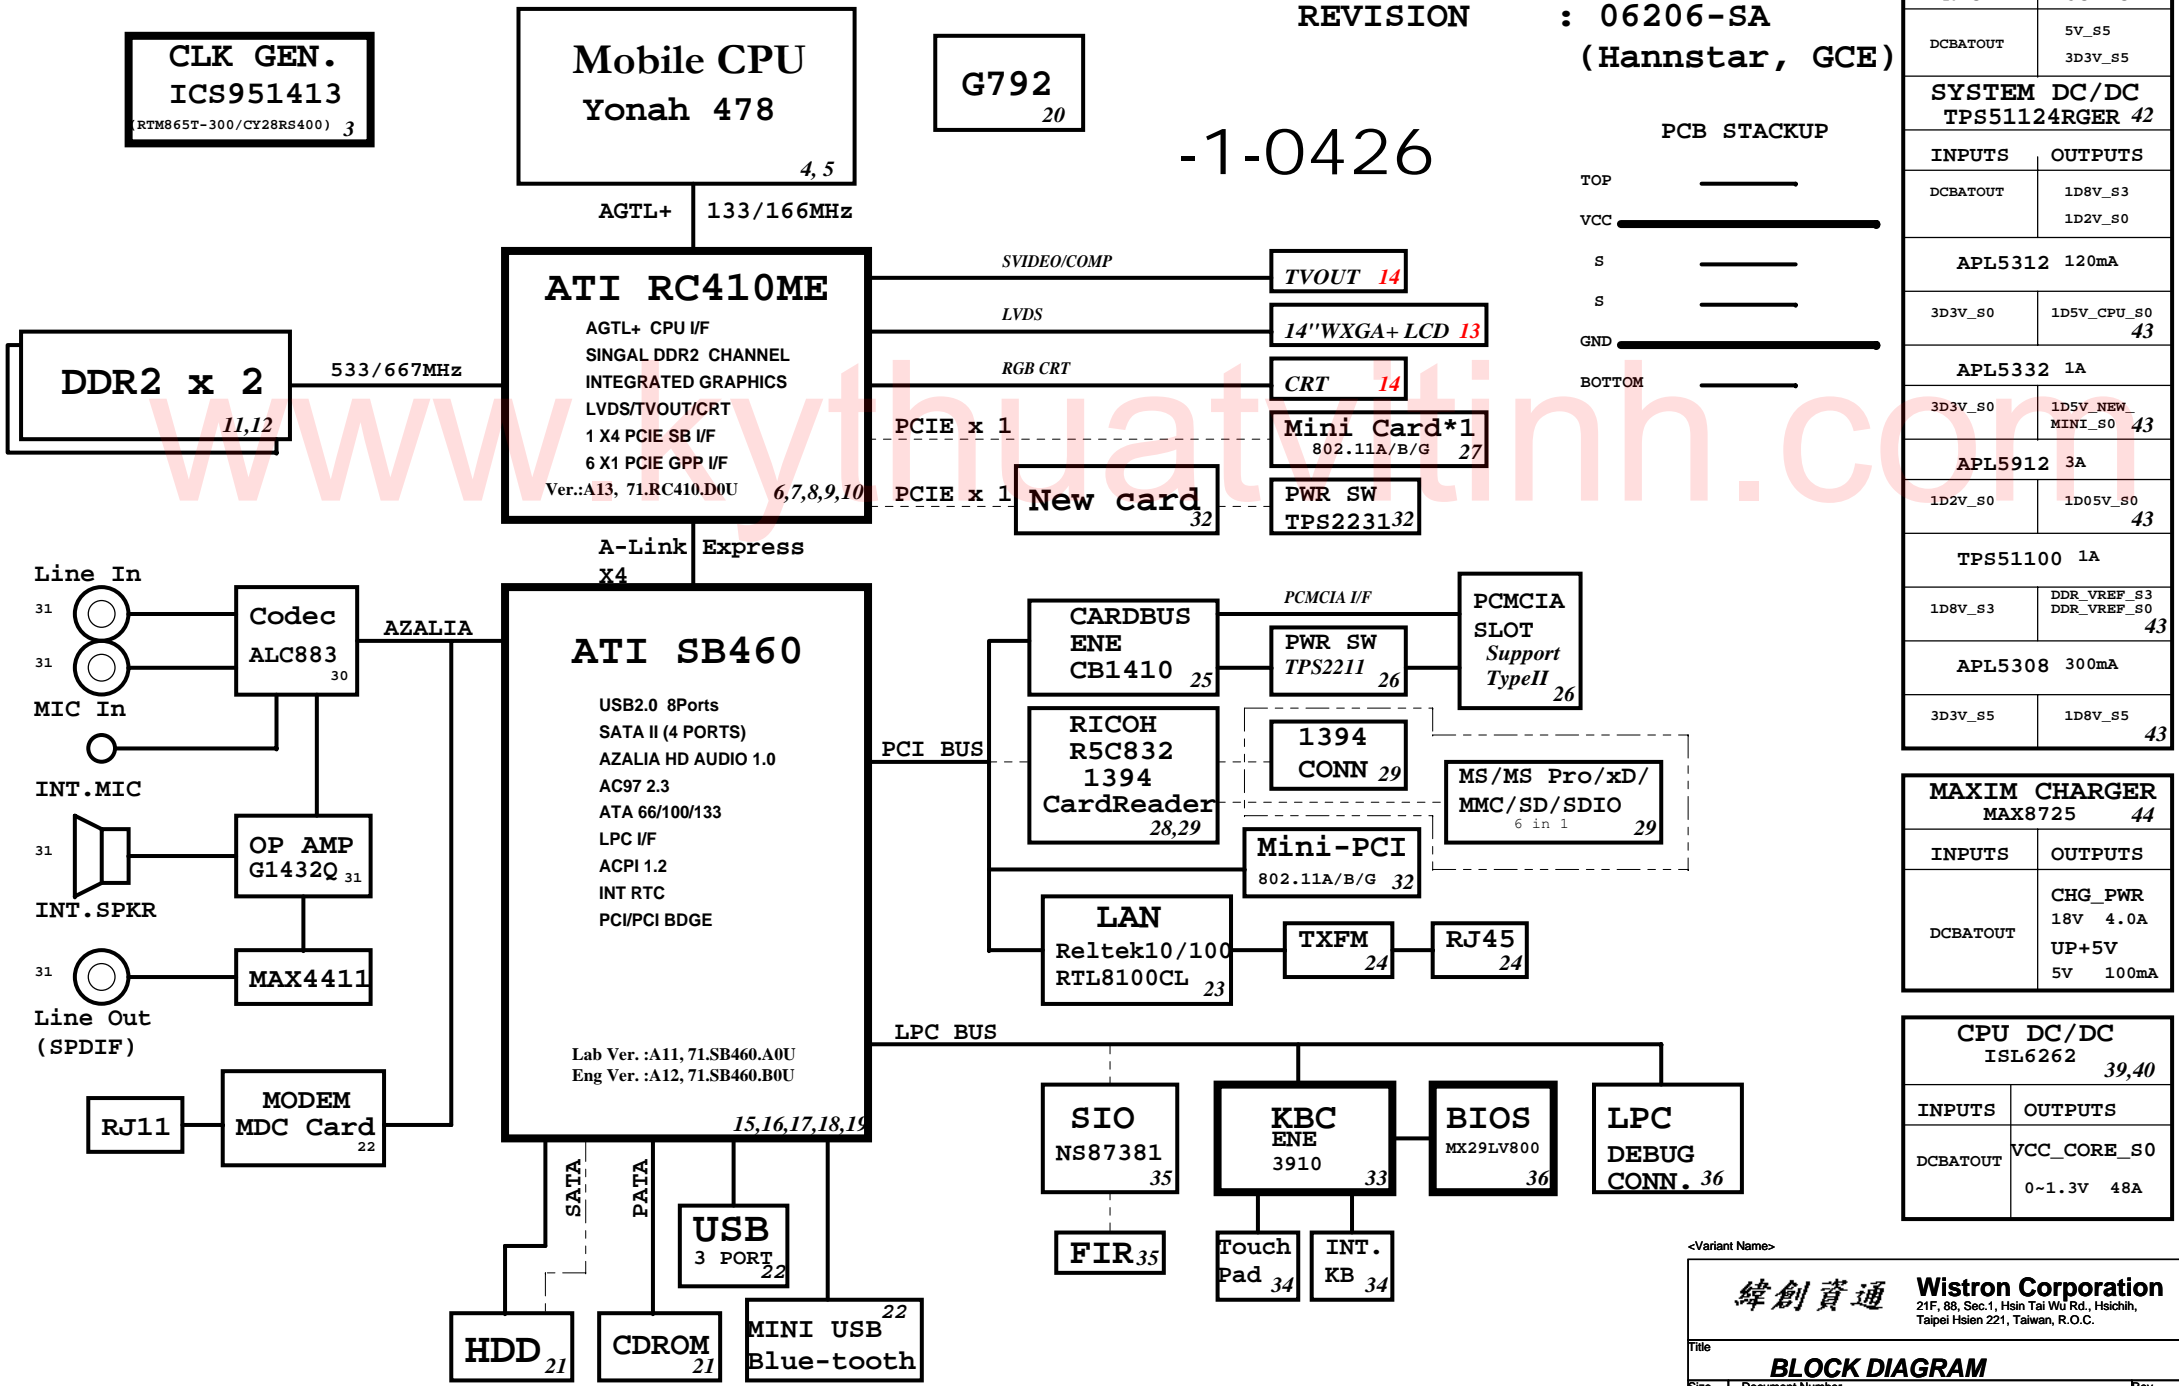 REVISION : 06206-SA
(Hannstar, GCE)
CLK GEN.
ICS951413
(RTM865T-300/CY28RS400) 3
Mobile CPU
Yonah 478
4, 5
G792
20
-1-0426
PCB STACKUP
TOP
VCC
S
S
GND
BOTTOM
AGTL+ 133/166MHz
ATI RC410ME
AGTL+ CPU I/F
SINGAL DDR2 CHANNEL
INTEGRATED GRAPHICS
LVDS/TVOUT/CRT
1 X4 PCIE SB I/F
6 X1 PCIE GPP I/F
Ver.:A13, 71.RC410.D0U 6,7,8,9,10
DDR2 x 2
11,12
533/667MHz
SVIDEO/COMP
TVOUT 14
LVDS
14"WXGA+ LCD 13
RGB CRT
CRT 14
PCIE x 1
Mini Card*1
802.11A/B/G 27
PCIE x 1
New card
32
PWR SW
TPS2231 32
www.kythuatvitinh.com
A-Link Express
X4
Line In
31
31
MIC In
INT.MIC
Codec
ALC883
30
AZALIA
31
INT.SPKR
OP AMP
G1432Q 31
31
MAX4411
Line Out
(SPDIF)
RJ11
MODEM
MDC Card
22
ATI SB460
USB2.0 8Ports
SATA II (4 PORTS)
AZALIA HD AUDIO 1.0
AC97 2.3
ATA 66/100/133
LPC I/F
ACPI 1.2
INT RTC
PCI/PCI BDGE
Lab Ver. :A11, 71.SB460.A0U
Eng Ver. :A12, 71.SB460.B0U
15,16,17,18,19
PCI BUS
CARDBUS
ENE
CB1410 25
PCMCIA I/F
PWR SW
TPS2211
26
PCMCIA
SLOT
Support
TypeII
26
RICOH
R5C832
1394
CardReader
28,29
1394
CONN 29
MS/MS Pro/xD/
MMC/SD/SDIO
6 in 1 29
Mini-PCI
802.11A/B/G 32
LAN
Reltek10/100
RTL8100CL 23
TXFM
24
RJ45
24
LPC BUS
SIO
NS87381
35
FIR 35
KBC
ENE
3910
33
BIOS
MX29LV800
36
LPC
DEBUG
CONN. 36
Touch
Pad 34
INT.
KB 34
SATA
PATA
HDD 21
CDROM
21
USB
3 PORT
22
22
MINI USB
Blue-tooth
DCBATOUT
5V_S5
3D3V_S5
SYSTEM DC/DC
TPS51124RGER 42
INPUTS OUTPUTS
DCBATOUT
1D8V_S3
1D2V_S0
APL5312 120mA
3D3V_S0 1D5V_CPU_S0
43
APL5332 1A
3D3V_S0 1D5V_NEW_
MINI_S0 43
APL5912 3A
1D2V_S0 1D05V_S0
43
TPS51100 1A
1D8V_S3
DDR_VREF_S3
DDR_VREF_S0
43
APL5308 300mA
3D3V_S5 1D8V_S5
43
MAXIM CHARGER
MAX8725 44
INPUTS OUTPUTS
DCBATOUT
CHG_PWR
18V 4.0A
UP+5V
5V 100mA
CPU DC/DC
ISL6262
39,40
INPUTS OUTPUTS
DCBATOUT
VCC_CORE_S0
0~1.3V 48A
<Variant Name>
緯創資通 Wistron Corporation
21F, 88, Sec.1, Hsin Tai Wu Rd., Hsichih,
Taipei Hsien 221, Taiwan, R.O.C.
Title
BLOCK DIAGRAM